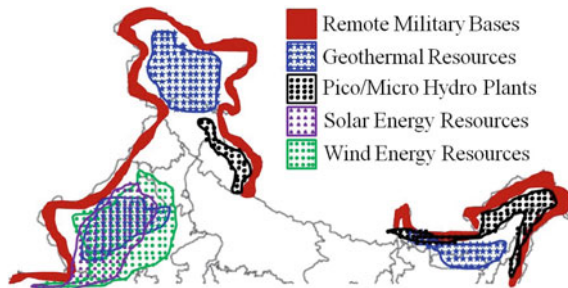 Remote Military Bases
Geothermal Resources
Pico/Micro Hydro Plants
Solar Energy Resources
Wind Energy Resources